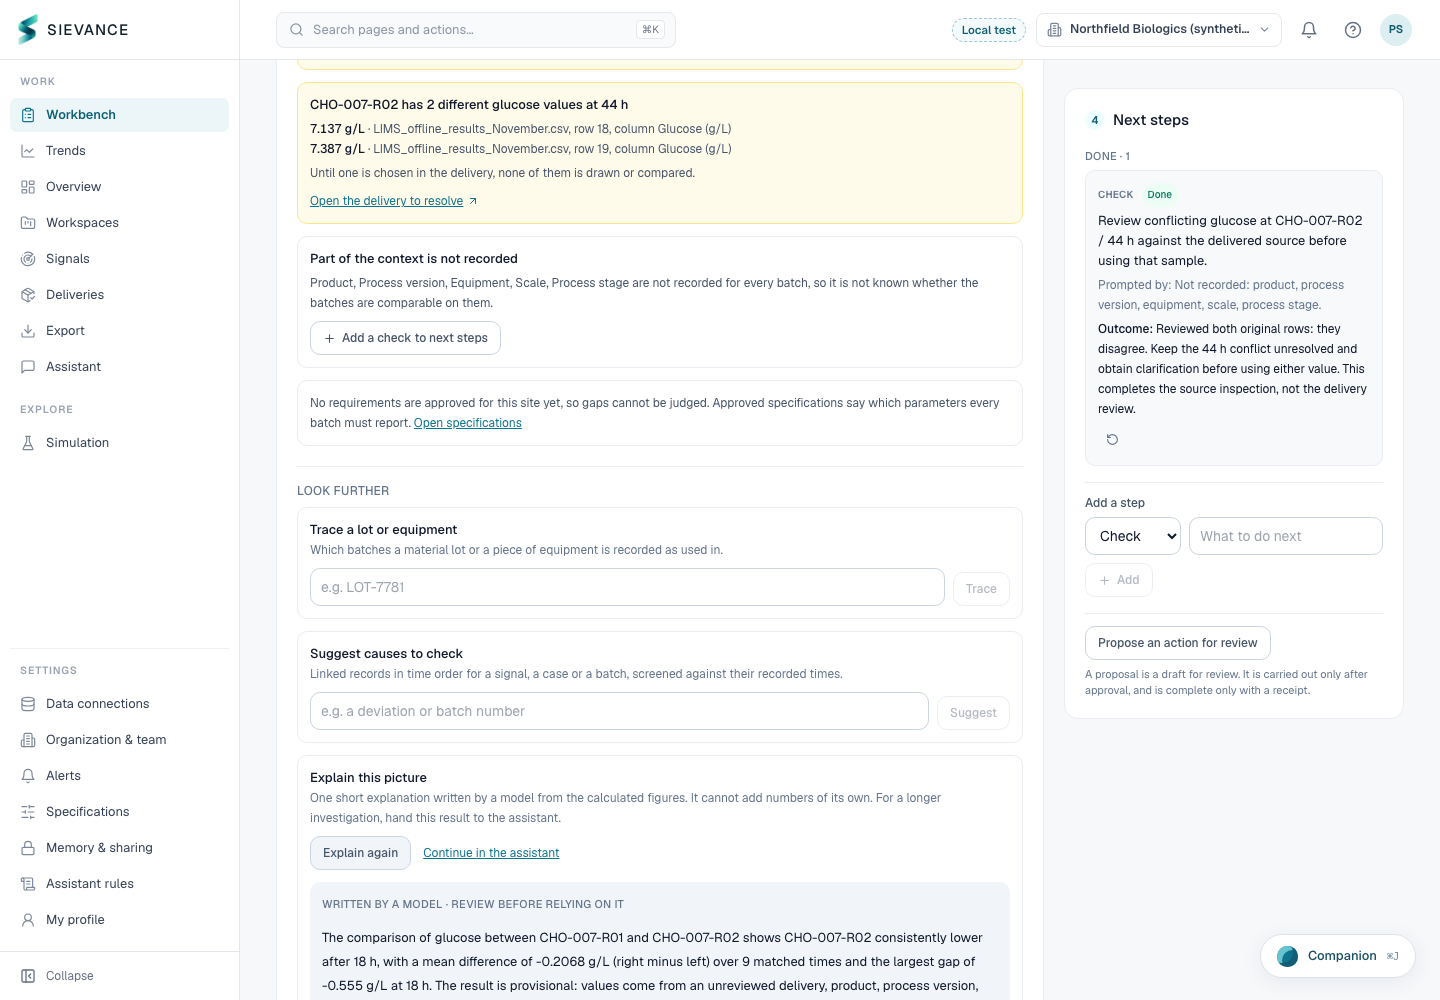 SIEVANCE
Search pages and actions...
⌘K
Local test
Northfield Biologics (syntheti...
PS
WORK
Workbench
Trends
Overview
Workspaces
Signals
Deliveries
Export
Assistant
EXPLORE
Simulation
SETTINGS
Data connections
Organization & team
Alerts
Specifications
Memory & sharing
Assistant rules
My profile
Collapse
CHO-007-R02 has 2 different glucose values at 44 h
7.137 g/L · LIMS_offline_results_November.csv, row 18, column Glucose (g/L)
7.387 g/L · LIMS_offline_results_November.csv, row 19, column Glucose (g/L)
Until one is chosen in the delivery, none of them is drawn or compared.
Open the delivery to resolve
Part of the context is not recorded
Product, Process version, Equipment, Scale, Process stage are not recorded for every batch, so it is not known whether the
batches are comparable on them.
Add a check to next steps
No requirements are approved for this site yet, so gaps cannot be judged. Approved specifications say which parameters every
batch must report. Open specifications
LOOK FURTHER
Trace a lot or equipment
Which batches a material lot or a piece of equipment is recorded as used in.
e.g. LOT-7781
Trace
Suggest causes to check
Linked records in time order for a signal, a case or a batch, screened against their recorded times.
e.g. a deviation or batch number
Suggest
Explain this picture
One short explanation written by a model from the calculated figures. It cannot add numbers of its own. For a longer
investigation, hand this result to the assistant.
Explain again
Continue in the assistant
WRITTEN BY A MODEL · REVIEW BEFORE RELYING ON IT
The comparison of glucose between CHO-007-R01 and CHO-007-R02 shows CHO-007-R02 consistently lower
after 18 h, with a mean difference of -0.2068 g/L (right minus left) over 9 matched times and the largest gap of
-0.555 g/L at 18 h. The result is provisional: values come from an unreviewed delivery, product, process version,
4
Next steps
DONE · 1
CHECK
Done
Review conflicting glucose at CHO-007-R02
/ 44 h against the delivered source before
using that sample.
Prompted by: Not recorded: product, process
version, equipment, scale, process stage.
Outcome: Reviewed both original rows: they
disagree. Keep the 44 h conflict unresolved and
obtain clarification before using either value. This
completes the source inspection, not the delivery
review.
Add a step
Check
What to do next
Add
Propose an action for review
A proposal is a draft for review. It is carried out only after
approval, and is complete only with a receipt.
Companion
⌘J